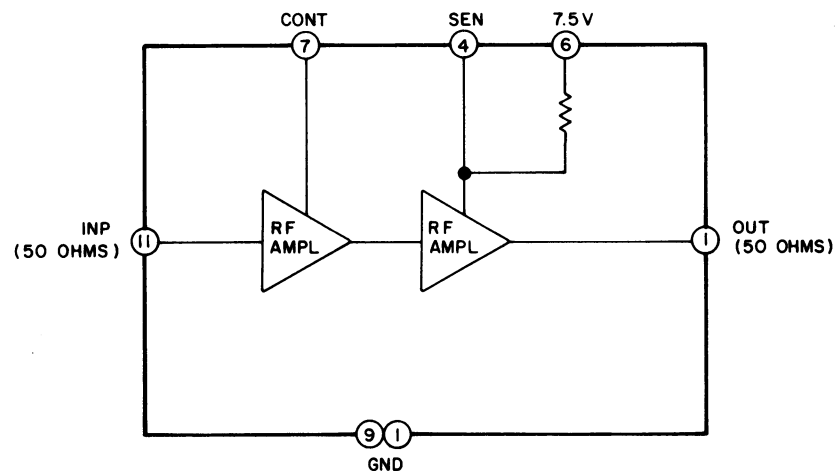 CONT
SEN
7.5 V
7
4
6
INP
(50 OHMS)
11
RF
AMPL
RF
AMPL
1
OUT
(50 OHMS)
9
1
GND